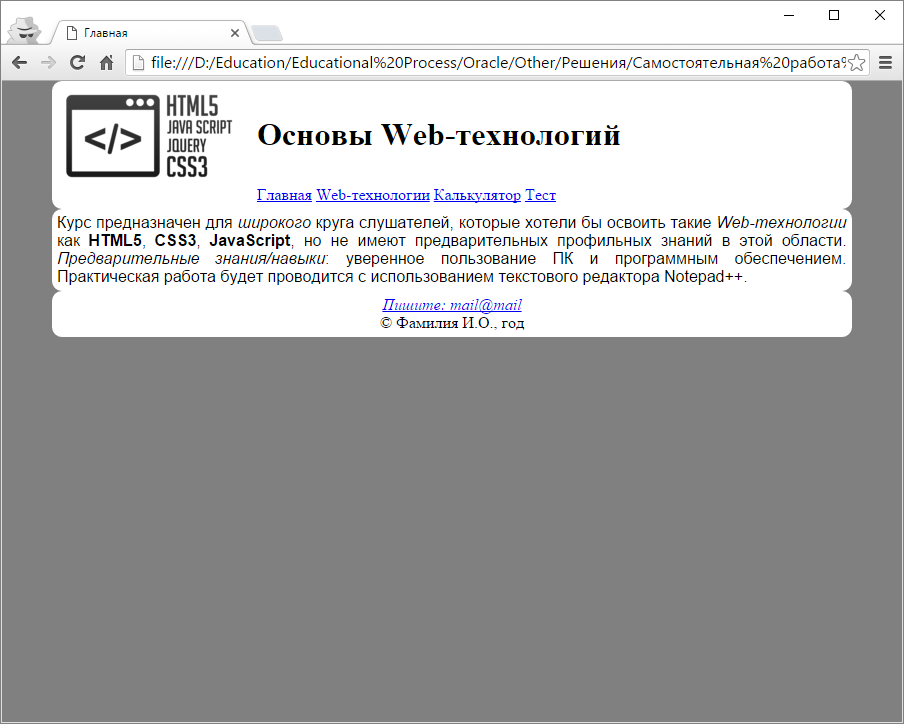 Главная
file:///D:/Education/Educational%20Process/Oracle/Other/Решения/Самостоятельная%20работа%
</>
HTML5
JAVA SCRIPT
JQUERY
CSS3
Основы Web-технологий
Главная Web-технологии Калькулятор Тест
Курс предназначен для широкого круга слушателей, которые хотели бы освоить такие Web-технологии
как HTML5, CSS3, JavaScript, но не имеют предварительных профильных знаний в этой области.
Предварительные знания/навыки: уверенное пользование ПК и программным обеспечением.
Практическая работа будет проводится с использованием текстового редактора Notepad++.
Пишите: mail@mail
© Фамилия И.О., год